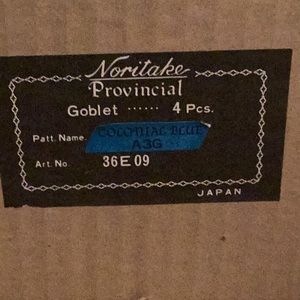 Noritake
Provincial
Goblet ······ 4 Pcs.
Patt. Name. COLONIAL BLUE
A3G
Art. No. 36E09
JAPAN